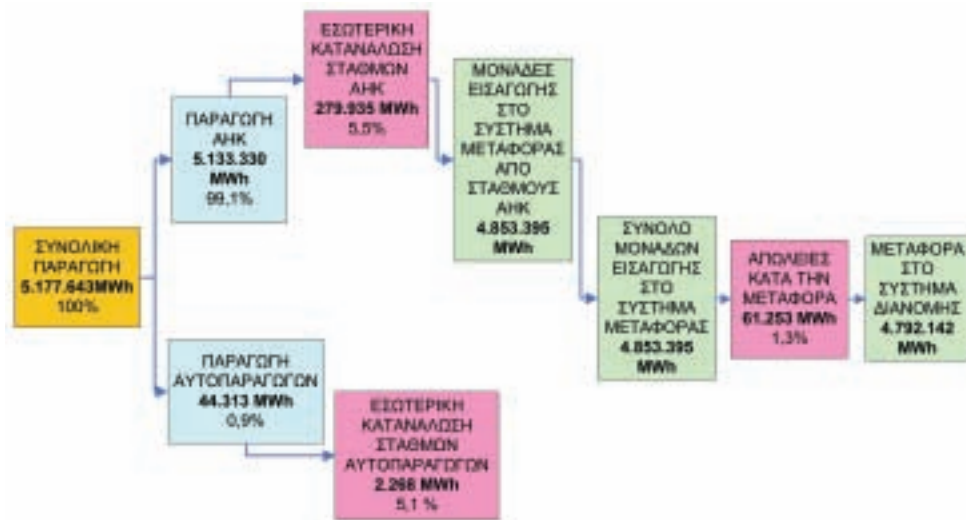 ΣΥΝΟΛΙΚΗ
ΠΑΡΑΓΩΓΗ
5.177.643MWh
100%
ΠΑΡΑΓΩΓΗ
ΑΗΚ
5.133.330
MWh
99,1%
ΕΣΩΤΕΡΙΚΗ
ΚΑΤΑΝΑΛΩΣΗ
ΣΤΑΘΜΩΝ
ΑΗΚ
279.935 MWh
5,5%
ΜΟΝΑΔΕΣ
ΕΙΣΑΓΩΓΗΣ
ΣΤΟ
ΣΥΣΤΗΜΑ
ΜΕΤΑΦΟΡΑΣ
ΑΠΟ
ΣΤΑΘΜΟΥΣ
ΑΗΚ
4.853.395
MWh
ΣΥΝΟΛΟ
ΜΟΝΑΔΩΝ
ΕΙΣΑΓΩΓΗΣ
ΣΤΟ
ΣΥΣΤΗΜΑ
ΜΕΤΑΦΟΡΑΣ
4.853.395
MWh
ΑΠΩΛΕΙΕΣ
ΚΑΤΑ ΤΗΝ
ΜΕΤΑΦΟΡΑ
61.253 MWh
1,3%
ΜΕΤΑΦΟΡΑ
ΣΤΟ
ΣΥΣΤΗΜΑ
ΔΙΑΝΟΜΗΣ
4.792.142
MWh
ΠΑΡΑΓΩΓΗ
ΑΥΤΟΠΑΡΑΓΩΓΩΝ
44.313 MWh
0,9%
ΕΣΩΤΕΡΙΚΗ
ΚΑΤΑΝΑΛΩΣΗ
ΣΤΑΘΜΩΝ
ΑΥΤΟΠΑΡΑΓΩΓΩΝ
2.268 MWh
5,1 %